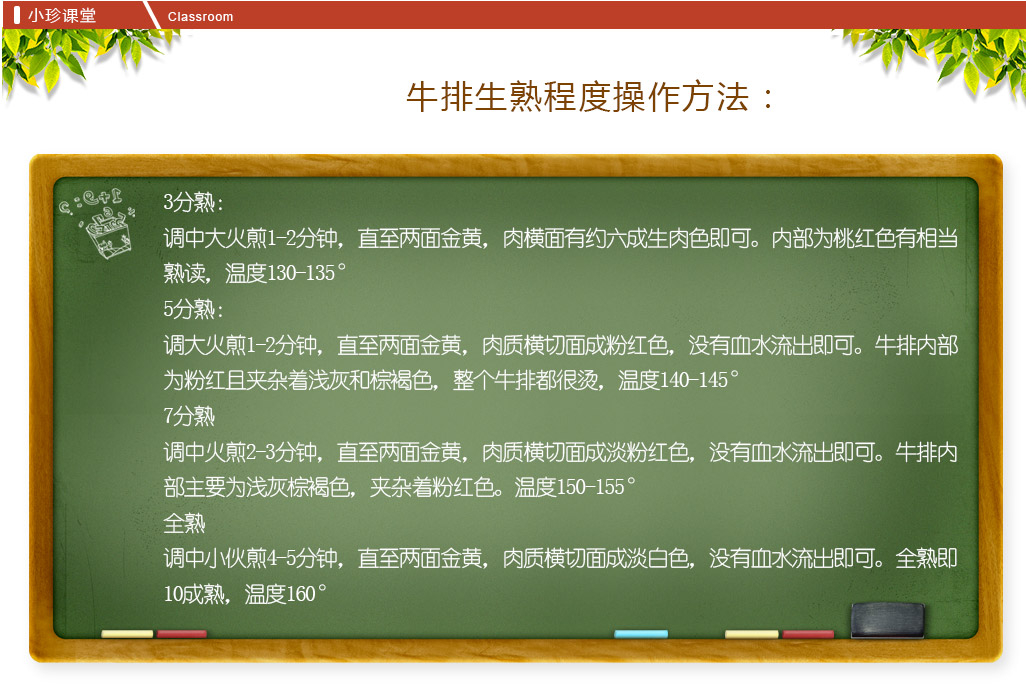 小珍课堂 Classroom
牛排生熟程度操作方法：
3分熟:
调中大火煎1-2分钟，直至两面金黄，肉横面有约六成生肉色即可。内部为桃红色有相当
熟读，温度130-135°
5分熟:
调大火煎1-2分钟，直至两面金黄，肉质横切面成粉红色，没有血水流出即可。牛排内部
为粉红且夹杂着浅灰和棕褐色，整个牛排都很烫，温度140-145°
7分熟
调中火煎2-3分钟，直至两面金黄，肉质横切面成淡粉红色，没有血水流出即可。牛排内
部主要为浅灰棕褐色，夹杂着粉红色。温度150-155°
全熟
调中小伙煎4-5分钟，直至两面金黄，肉质横切面成淡白色，没有血水流出即可。全熟即
10成熟，温度160°